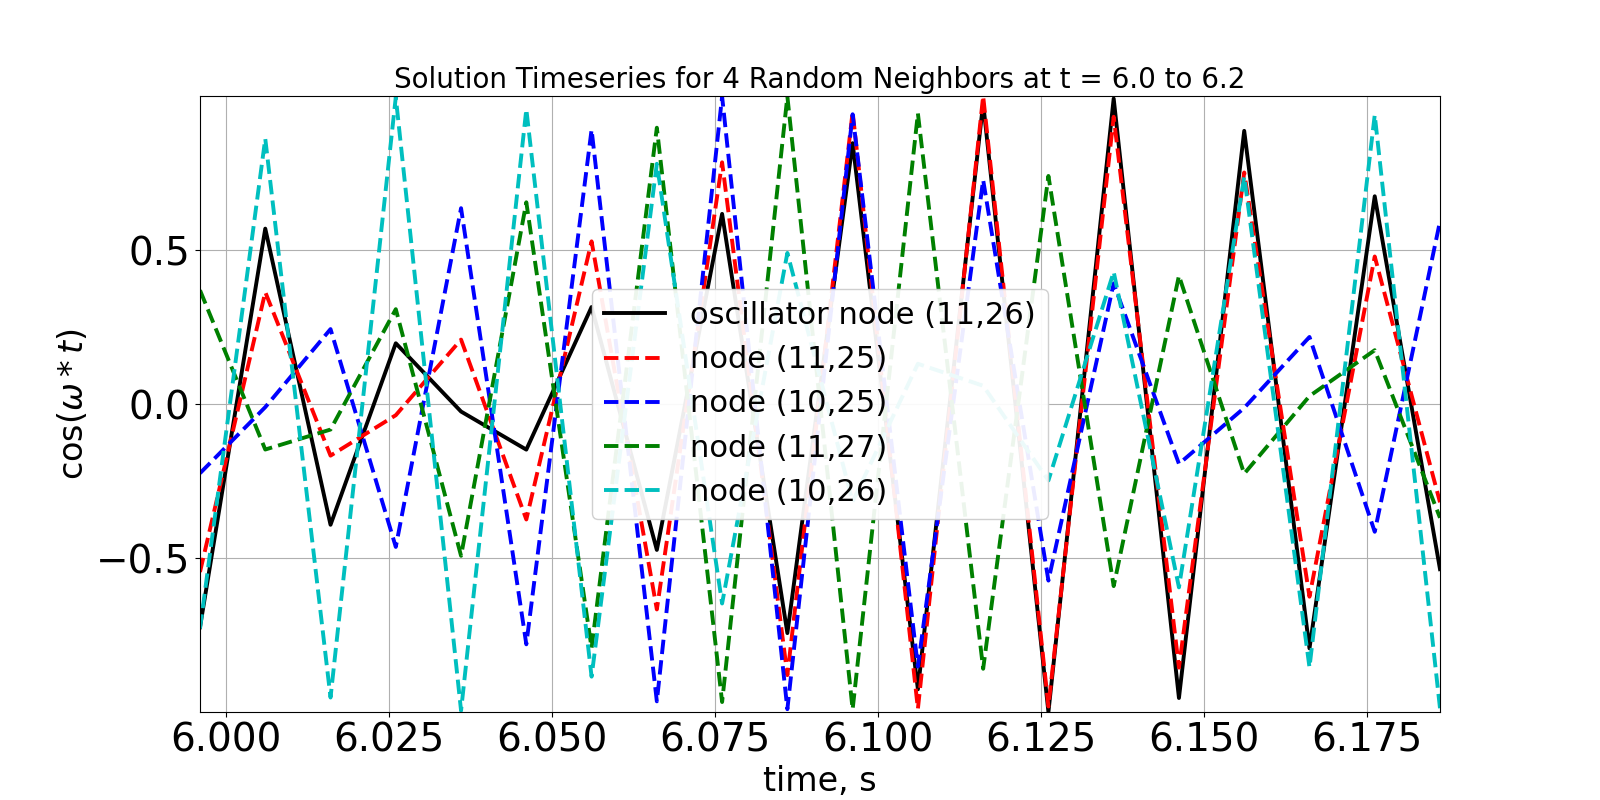 Solution Timeseries for 4 Random Neighbors at t = 6.0 to 6.2
cos(ω * t)
0.5
0.0
−0.5
oscillator node (11,26)
node (11,25)
node (10,25)
node (11,27)
node (10,26)
6.000 6.025 6.050 6.075 6.100 6.125 6.150 6.175
time, s